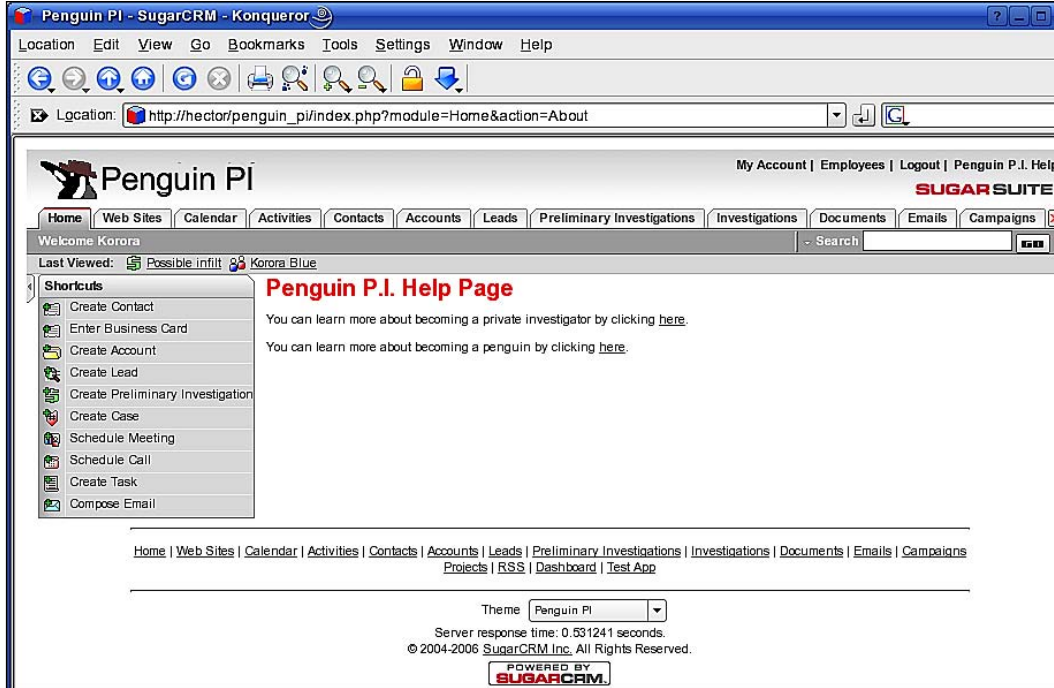 Penguin PI - SugarCRM - Konqueror
Location Edit View Go Bookmarks Tools Settings Window Help
Location: http://hector/penguin_pi/index.php?module=Home&action=About
My Account | Employees | Logout | Penguin P.I. Help
Penguin PI
SUGARSUITE
Home Web Sites Calendar Activities Contacts Accounts Leads Preliminary Investigations Investigations Documents Emails Campaigns
Welcome Korora Search GO
Last Viewed: Possible infilt Korora Blue
Shortcuts
Create Contact
Enter Business Card
Create Account
Create Lead
Create Preliminary Investigation
Create Case
Schedule Meeting
Schedule Call
Create Task
Compose Email
Penguin P.I. Help Page
You can learn more about becoming a private investigator by clicking here.
You can learn more about becoming a penguin by clicking here.
Home | Web Sites | Calendar | Activities | Contacts | Accounts | Leads | Preliminary Investigations | Investigations | Documents | Emails | Campaigns
Projects | RSS | Dashboard | Test App
Theme Penguin PI
Server response time: 0.531241 seconds.
© 2004-2006 SugarCRM Inc. All Rights Reserved.
POWERED BY
SUGARCRM.